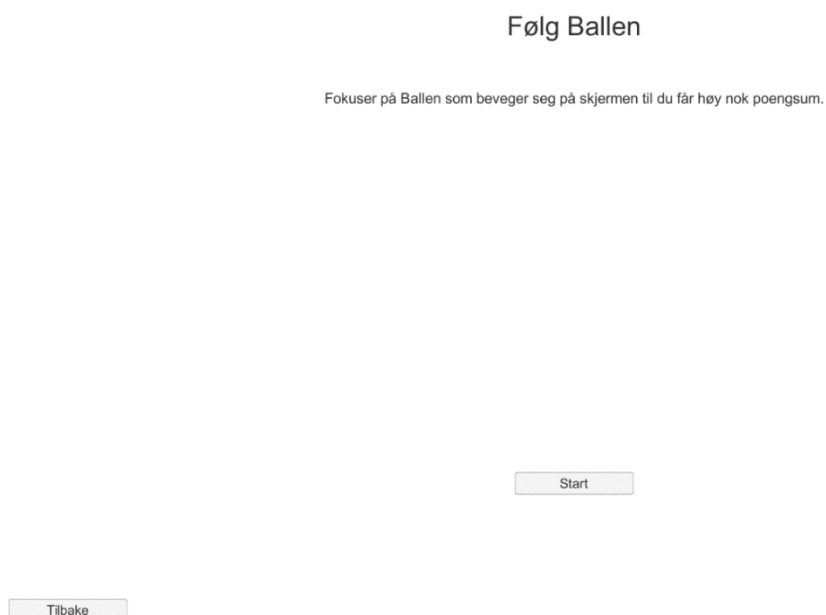 Følg Ballen
Fokuser på Ballen som beveger seg på skjermen til du får høy nok poengsum.
Start
Tilbake